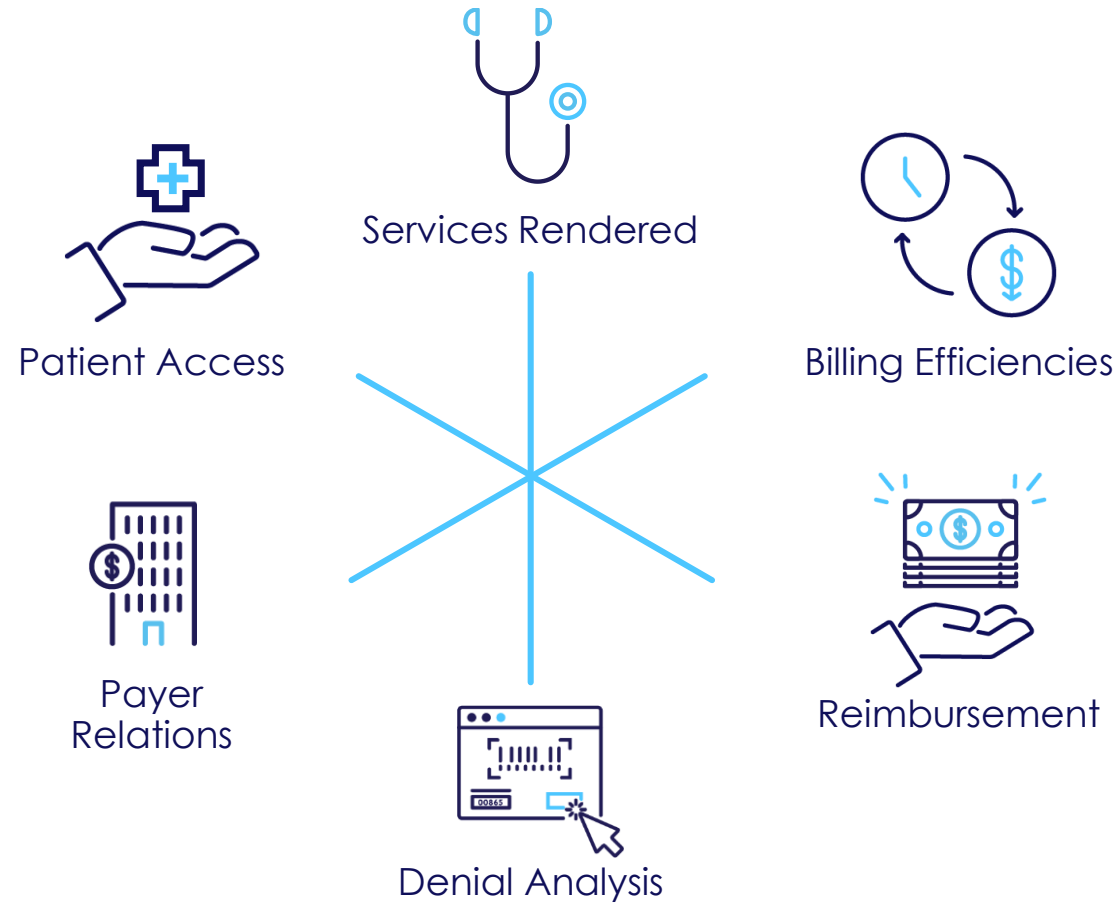 Services Rendered
Patient Access
Billing Efficiencies
$
$
$
Payer
Relations
Reimbursement
00865
Denial Analysis